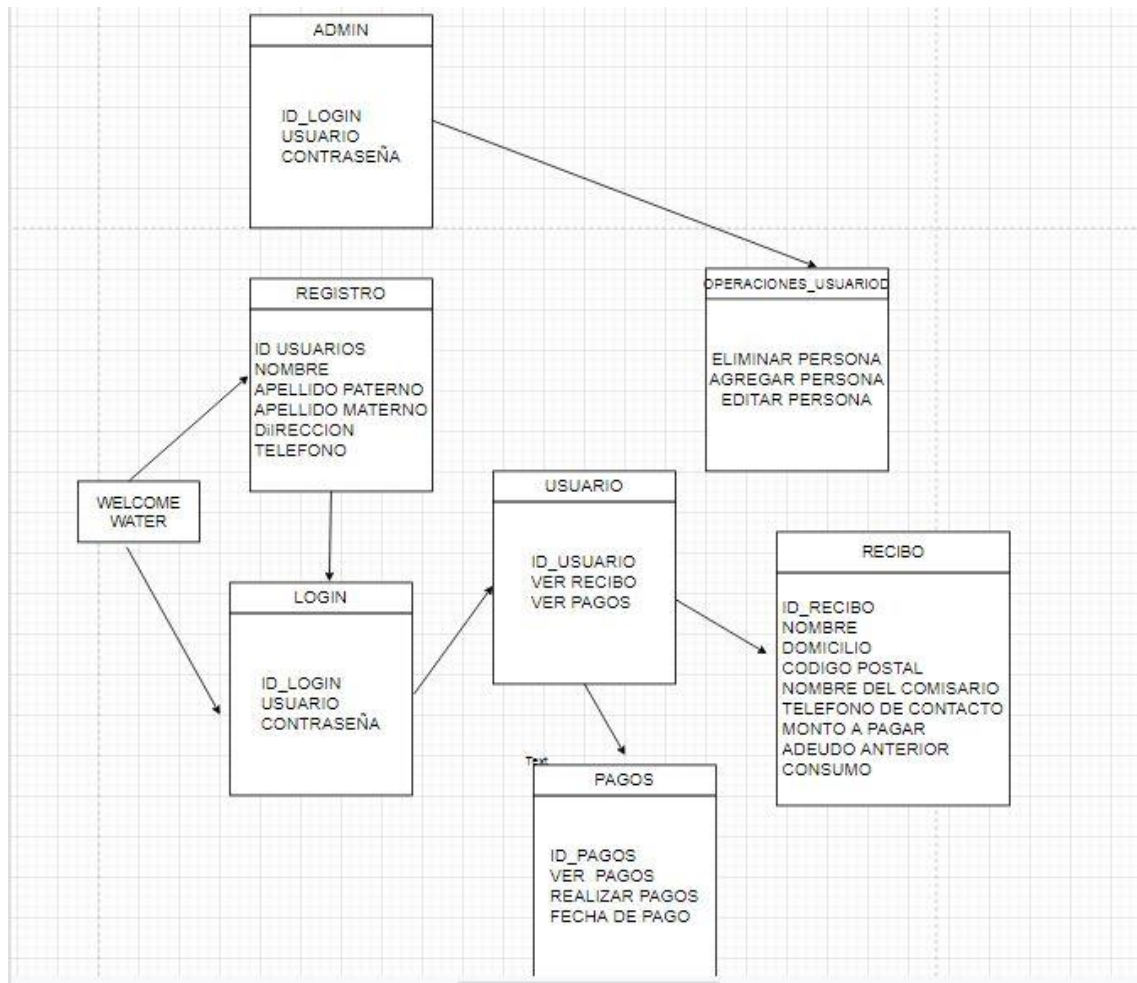 ADMIN
ID_LOGIN
USUARIO
CONTRASEÑA
OPERACIONES_USUARIOD
ELIMINAR PERSONA
AGREGAR PERSONA
EDITAR PERSONA
REGISTRO
ID USUARIOS
NOMBRE
APELLIDO PATERNO
APELLIDO MATERNO
DiIRECCION
TELEFONO
WELCOME
WATER
LOGIN
ID_LOGIN
USUARIO
CONTRASEÑA
USUARIO
ID_USUARIO
VER RECIBO
VER PAGOS
RECIBO
ID_RECIBO
NOMBRE
DOMICILIO
CODIGO POSTAL
NOMBRE DEL COMISARIO
TELEFONO DE CONTACTO
MONTO A PAGAR
ADEUDO ANTERIOR
CONSUMO
Text
PAGOS
ID_PAGOS
VER PAGOS
REALIZAR PAGOS
FECHA DE PAGO